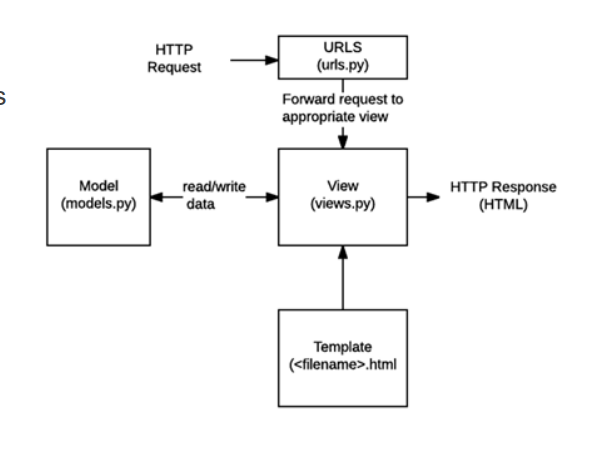 HTTP
Request
URLS
(urls.py)
Forward request to
appropriate view
s
Model
(models.py)
read/write
data
View
(views.py)
HTTP Response
(HTML)
Template
(<filename>.html